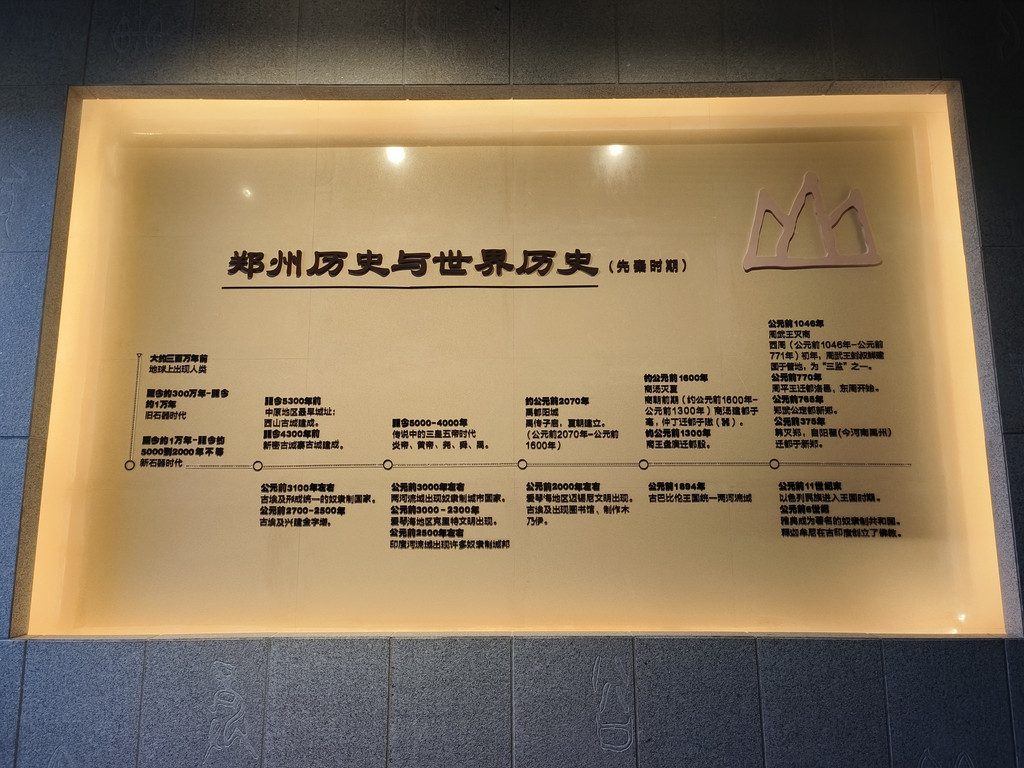 郑州历史与世界历史（先秦时期）
大约三百万年前
地球上出现人类
距今约300万年-距今
约1万年
旧石器时代
距今约1万年-距今约
5000到2000年不等
新石器时代
距今5300年前
中原地区最早城址：
西山古城建成。
距今4300年前
新密古城寨古城建成。
距今5000-4000年
传说中的三皇五帝时代
炎帝、黄帝、尧、舜、禹。
约公元前2070年
禹都阳城
禹传子启，夏朝建立。
（公元前2070年-公元前
1600年）
约公元前1600年
商汤灭夏
商朝前期（约公元前1600年-
公元前1300年）商汤建都于
亳，仲丁迁都于隞（嚣）。
约公元前1300年
商王盘庚迁都殷。
公元前1046年
周武王灭商
西周（公元前1046年-公元前
771年）初年，周武王封叔鲜建
国于管地，为“三监”之一。
公元前770年
周平王迁都洛邑，东周开始。
公元前765年
郑武公定都新郑。
公元前375年
韩灭郑，自阳翟（今河南禹州）
迁都于新郑。
公元前3100年左右
古埃及形成统一的奴隶制国家。
公元前2700-2500年
古埃及兴建金字塔。
公元前3000年左右
两河流域出现奴隶制城市国家。
公元前3000－2300年
爱琴海地区克里特文明出现。
公元前2500年左右
印度河流域出现许多奴隶制城邦
公元前2000年左右
爱琴海地区迈锡尼文明出现。
古埃及出现图书馆、制作木
乃伊。
公元前1894年
古巴比伦王国统一两河流域
公元前11世纪末
以色列民族进入王国时期。
公元前6世纪
雅典成为著名的奴隶制共和国。
释迦牟尼在古印度创立了佛教。